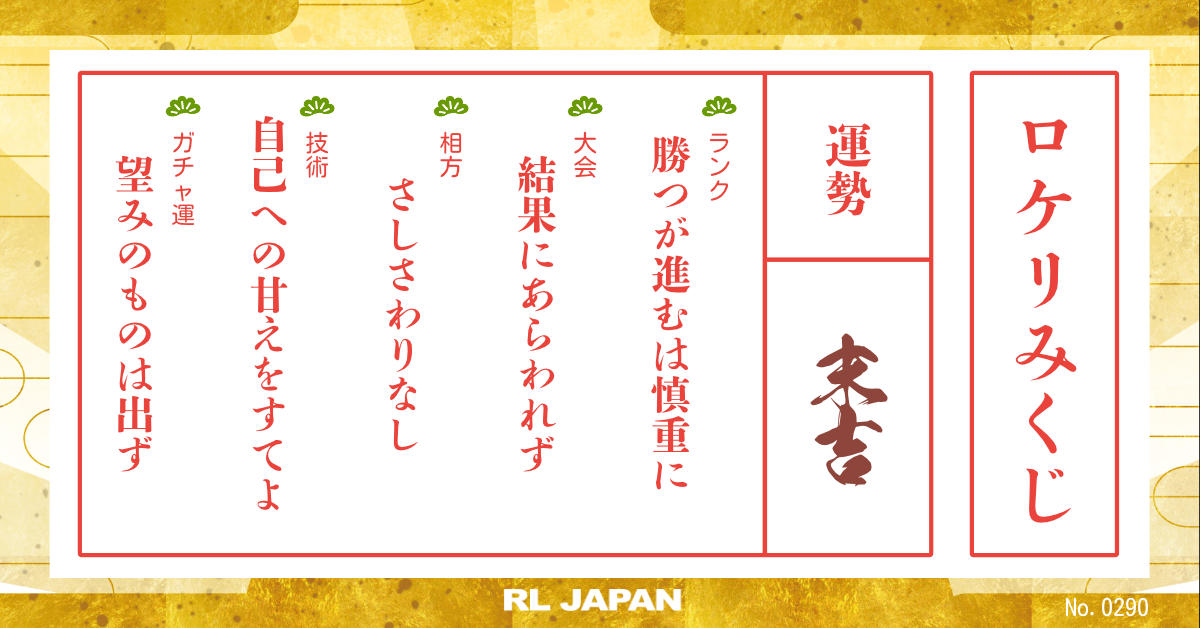 ロケリみくじ
運勢
末吉
ランク
勝つが進むは慎重に
大会
結果にあらわれず
相方
さしさわりなし
技術
自己への甘えをすてよ
ガチャ運
望みのものは出ず
RL JAPAN
No. 0290